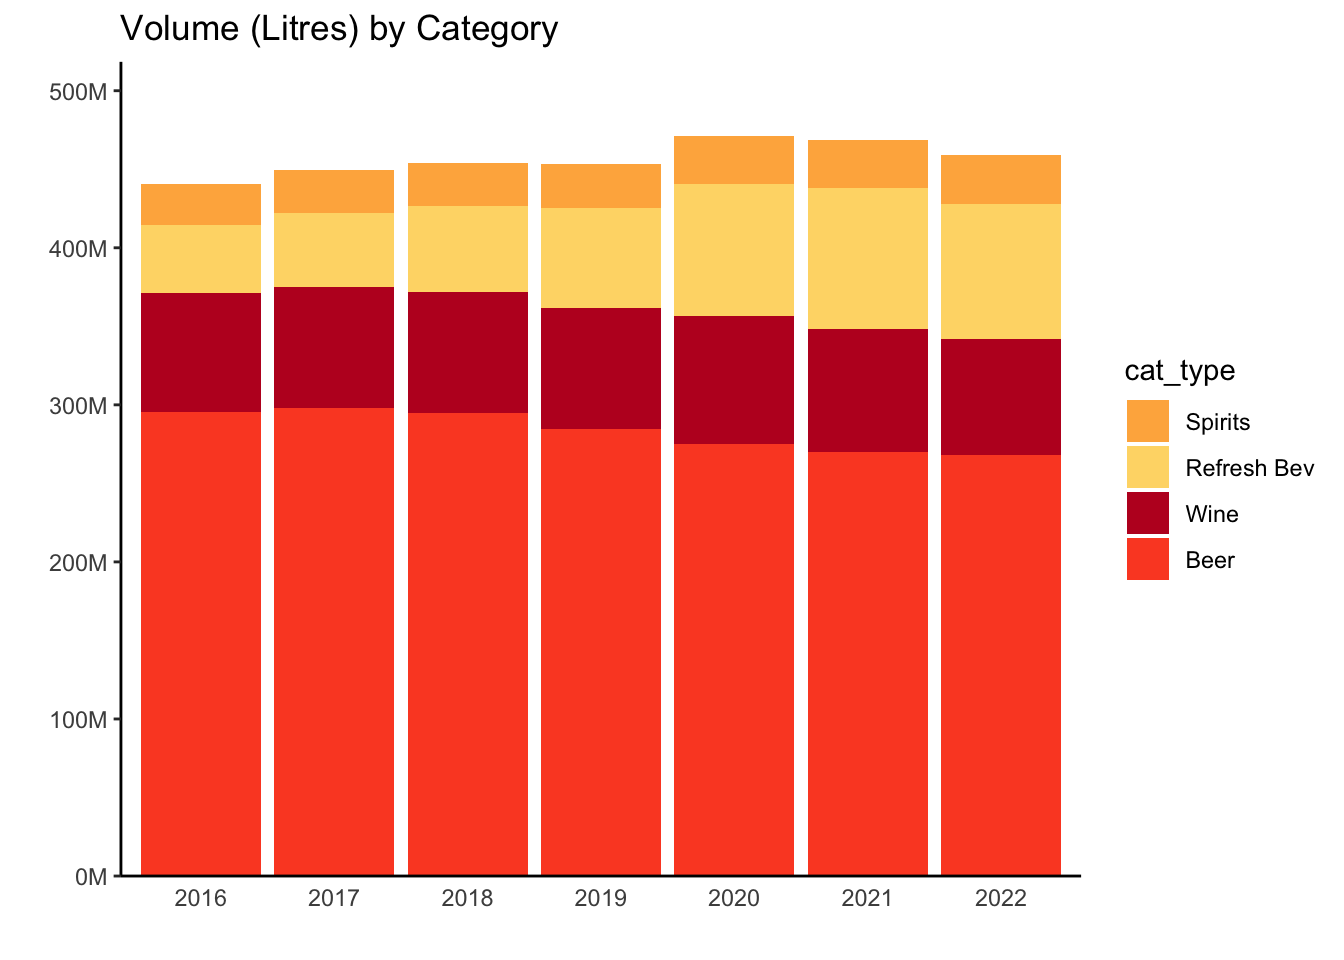 Volume (Litres) by Category
500M
400M
300M
200M
100M
0M
2016 2017 2018 2019 2020 2021 2022
cat_type
Spirits
Refresh Bev
Wine
Beer